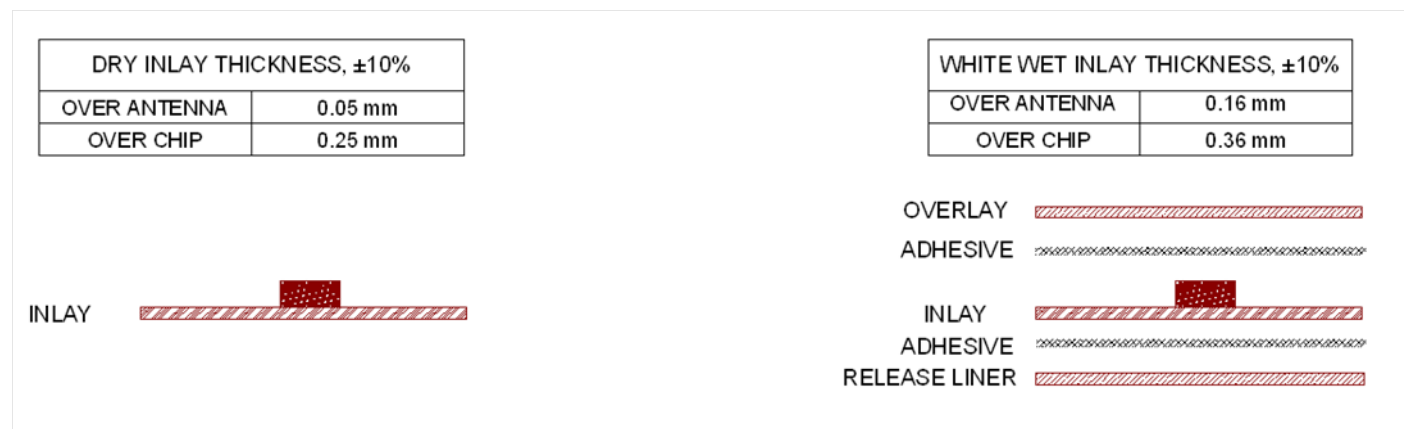 DRY INLAY THICKNESS, ±10%
OVER ANTENNA 0.05 mm
OVER CHIP 0.25 mm
INLAY
WHITE WET INLAY THICKNESS, ±10%
OVER ANTENNA 0.16 mm
OVER CHIP 0.36 mm
OVERLAY
ADHESIVE
INLAY
ADHESIVE
RELEASE LINER